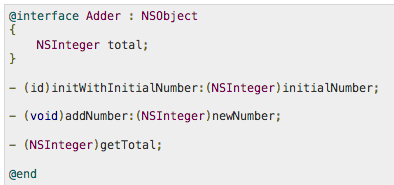 @interface Adder : NSObject
{
    NSInteger total;
}
- (id)initWithInitialNumber:(NSInteger)initialNumber;
- (void)addNumber:(NSInteger)newNumber;
- (NSInteger)getTotal;
@end